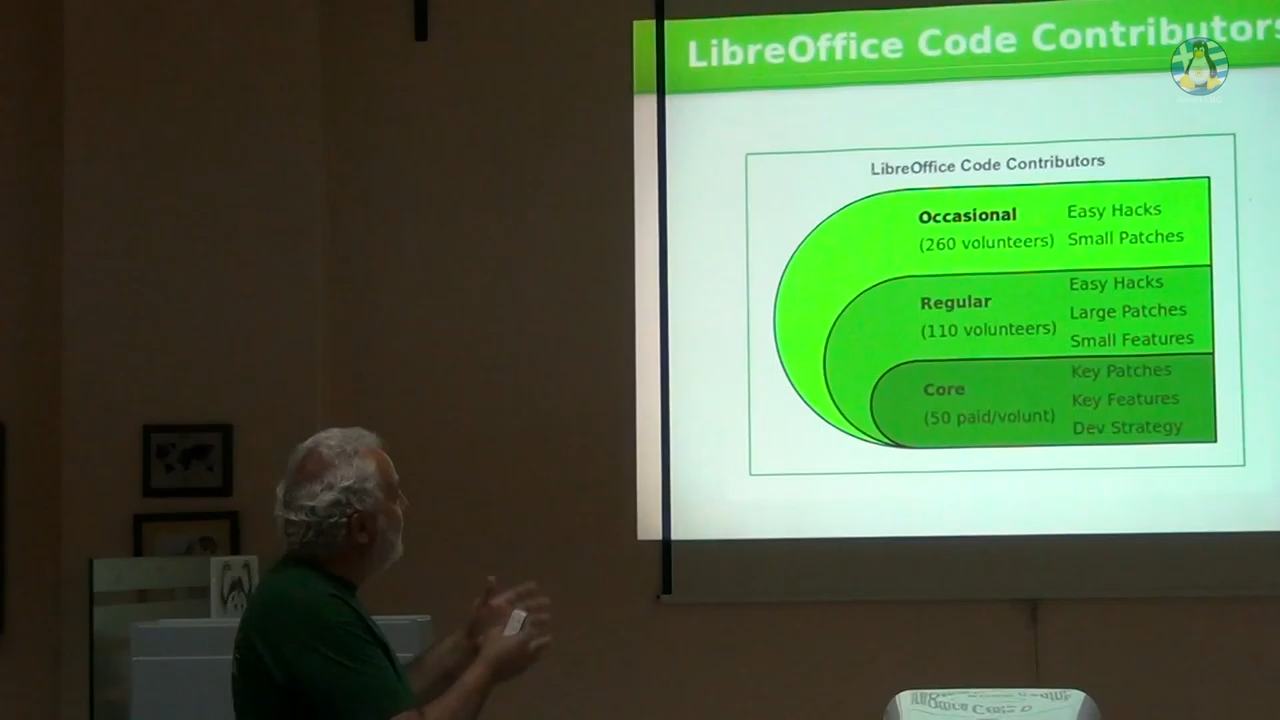 LibreOffice Code Contributors
LibreOffice Code Contributors
Occasional
(260 volunteers)
Easy Hacks
Small Patches
Regular
(110 volunteers)
Easy Hacks
Large Patches
Small Features
Core
(50 paid/volunt)
Key Patches
Key Features
Dev Strategy